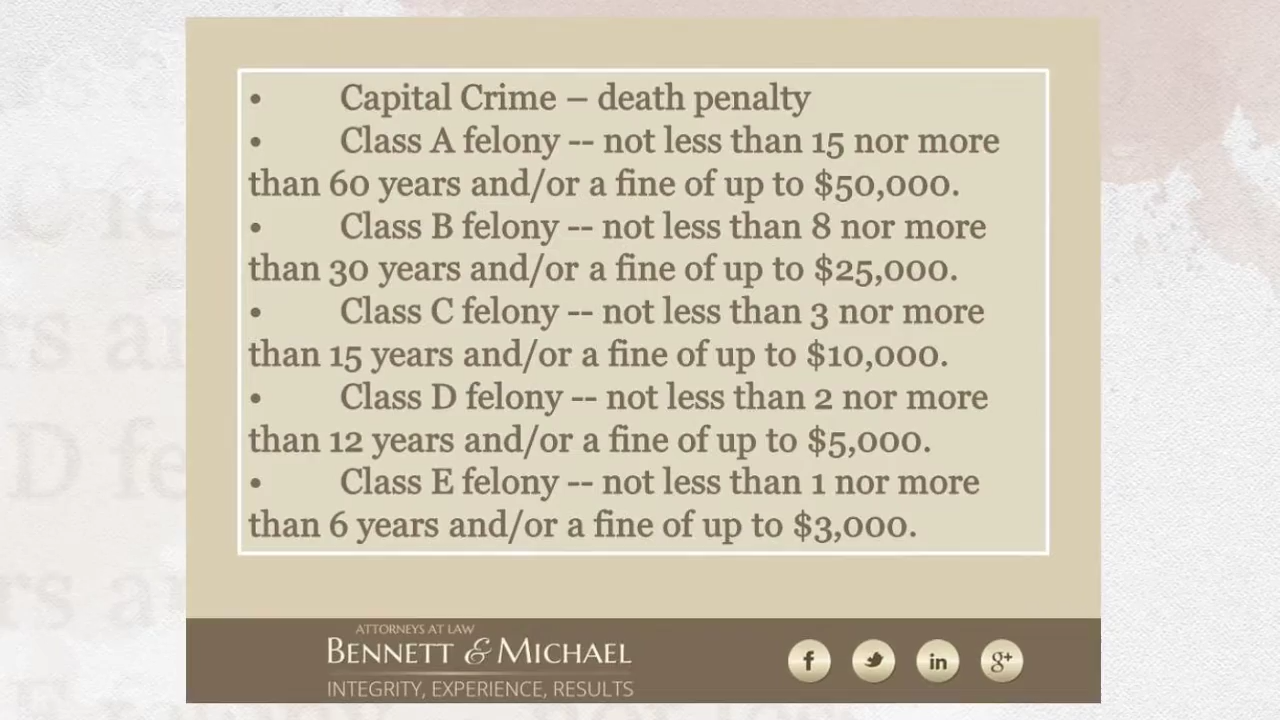 • Capital Crime – death penalty
• Class A felony -- not less than 15 nor more
than 60 years and/or a fine of up to $50,000.
• Class B felony -- not less than 8 nor more
than 30 years and/or a fine of up to $25,000.
• Class C felony -- not less than 3 nor more
than 15 years and/or a fine of up to $10,000.
• Class D felony -- not less than 2 nor more
than 12 years and/or a fine of up to $5,000.
• Class E felony -- not less than 1 nor more
than 6 years and/or a fine of up to $3,000.
ATTORNEYS AT LAW
BENNETT & MICHAEL
INTEGRITY, EXPERIENCE, RESULTS
f in g+